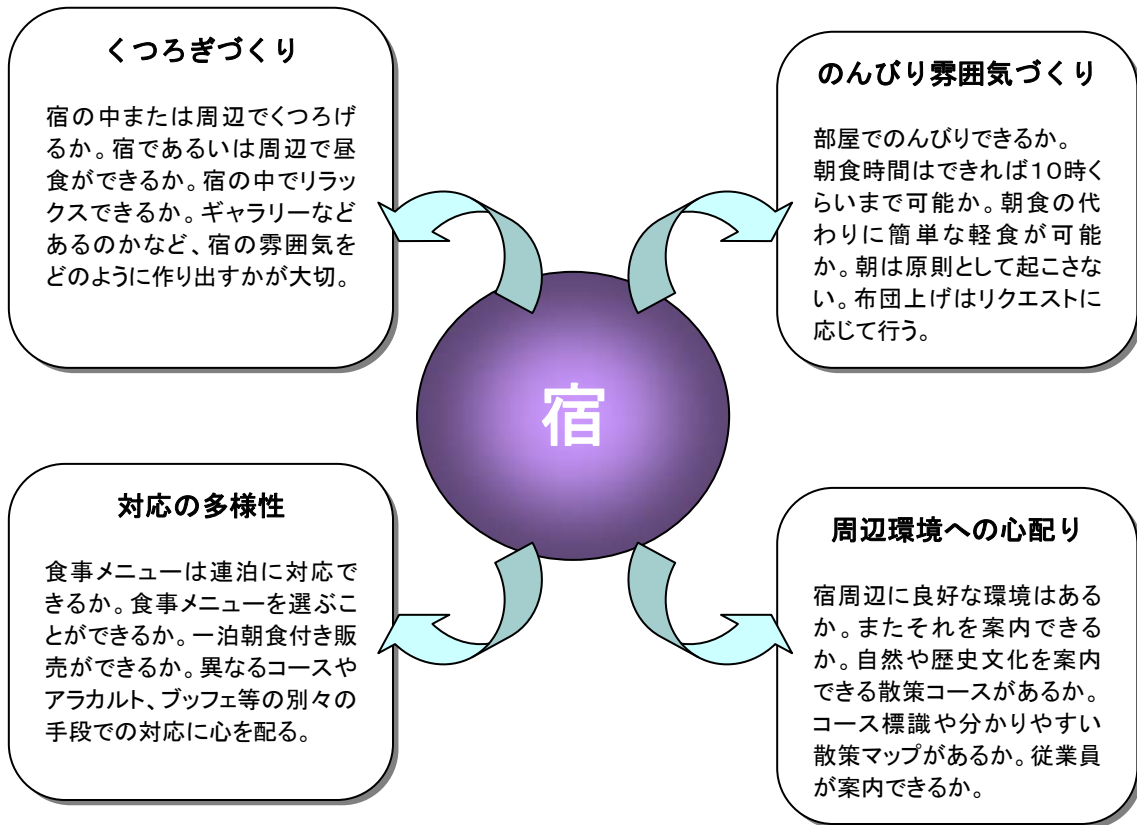 くつろぎづくり
宿の中または周辺でくつろげ
るか。宿であるいは周辺で昼
食ができるか。宿の中でリラッ
クスできるか。ギャラリーなど
あるのかなど、宿の雰囲気を
どのように作り出すかが大切。
のんびり雰囲気づくり
部屋でのんびりできるか。
朝食時間はできれば10時く
らいまで可能か。朝食の代
わりに簡単な軽食が可能
か。朝は原則として起こさな
い。布団上げはリクエストに
応じて行う。
宿
対応の多様性
食事メニューは連泊に対応で
きるか。食事メニューを選ぶこ
とができるか。一泊朝食付き販
売ができるか。異なるコースや
アラカルト、ブッフェ等の別々の
手段での対応に心を配る。
周辺環境への心配り
宿周辺に良好な環境はある
か。またそれを案内できる
か。自然や歴史文化を案内
できる散策コースがあるか。
コース標識や分かりやすい
散策マップがあるか。従業員
が案内できるか。